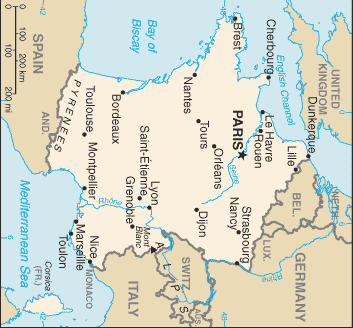 UNITED
KINGDOM
Dunkerque
NETH.
English Channel
Lille
BEL.
GERMANY
Cherbourg
Le Havre
Rouen
LUX.
Brest
PARIS
Seine
Rhine
Strasbourg
Nancy
Orléans
Tours
Nantes
Dijon
SWITZ.
Bay of
Biscay
Lyon
Saint-Étienne
Grenoble
Mont
Blanc
ALPS
ITALY
Bordeaux
Rhône
Montpellier
Toulouse
Nice
MONACO
Marseille
Toulon
PYRENEES
SPAIN
AND.
Mediterranean Sea
Corsica
(FR.)
0 100 200 km
0 100 200 mi